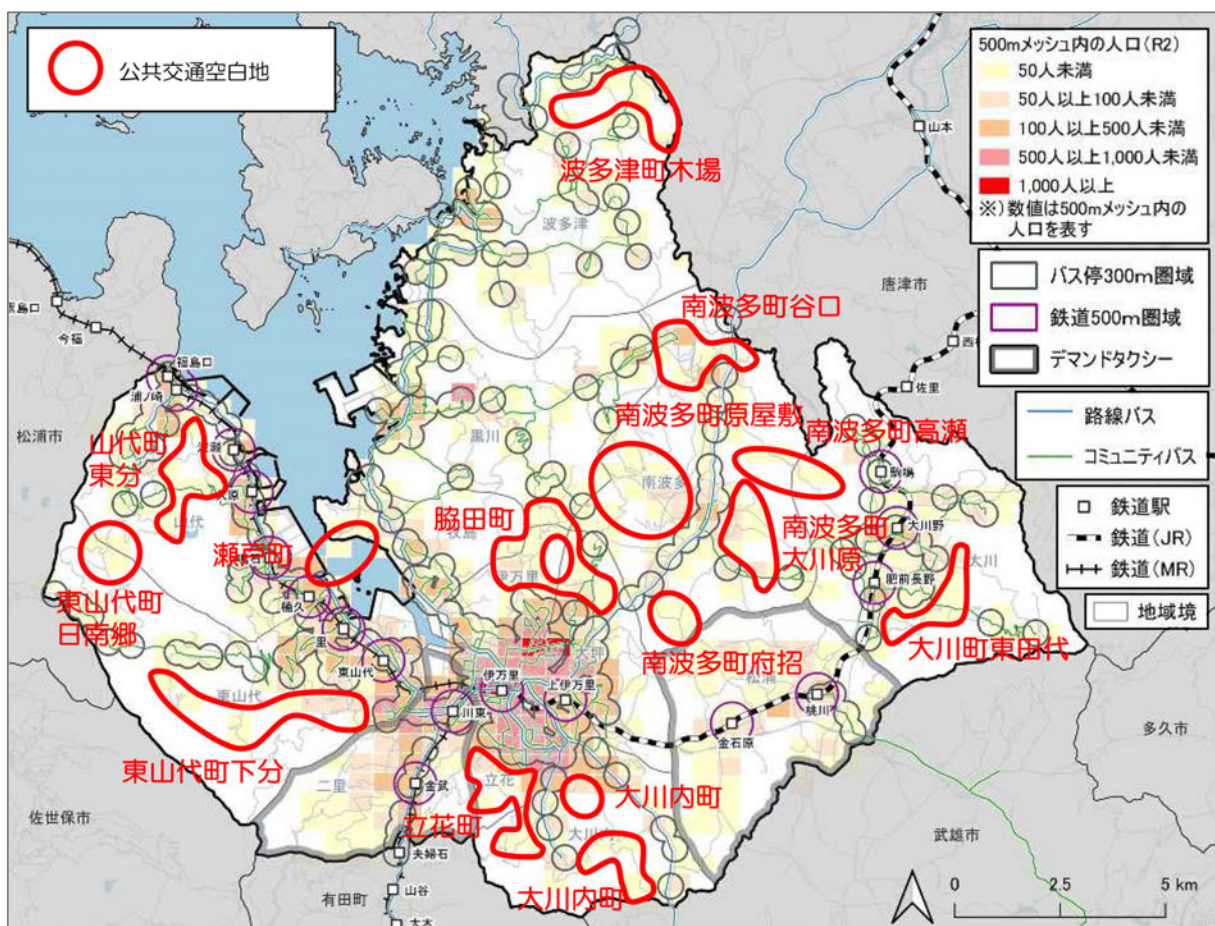 公共交通空白地
500mメッシュ内の人口(R2)
50人未満
50人以上100人未満
100人以上500人未満
500人以上1,000人未満
1,000人以上
※)数値は500mメッシュ内の
人口を表す
バス停300m圏域
鉄道500m圏域
デマンドタクシー
路線バス
コミュニティバス
鉄道駅
鉄道(JR)
鉄道(MR)
地域境
山本
波多津町木場
波多津
唐津市
南波多町谷口
今福
福島口
浦ノ崎
佐里
松浦市
山代町
東分
黒川
南波多町原屋敷
南波多町高瀬
駒鳴
南波多
山代
脇田町
牧島
南波多町
大川原
大川野
大川
瀬戸町
伊万里
肥前長野
楠久
東山代町
日南郷
里
東山代
大坪
南波多町府招
松浦
大川町東田代
東山代
伊万里
上伊万里
川東
桃川
金石原
東山代町下分
多久市
二里
金武
立花
大川内町
立花町
大川内
佐世保市
武雄市
夫婦石
有田町
山谷
大川内町
0 2.5 5 km